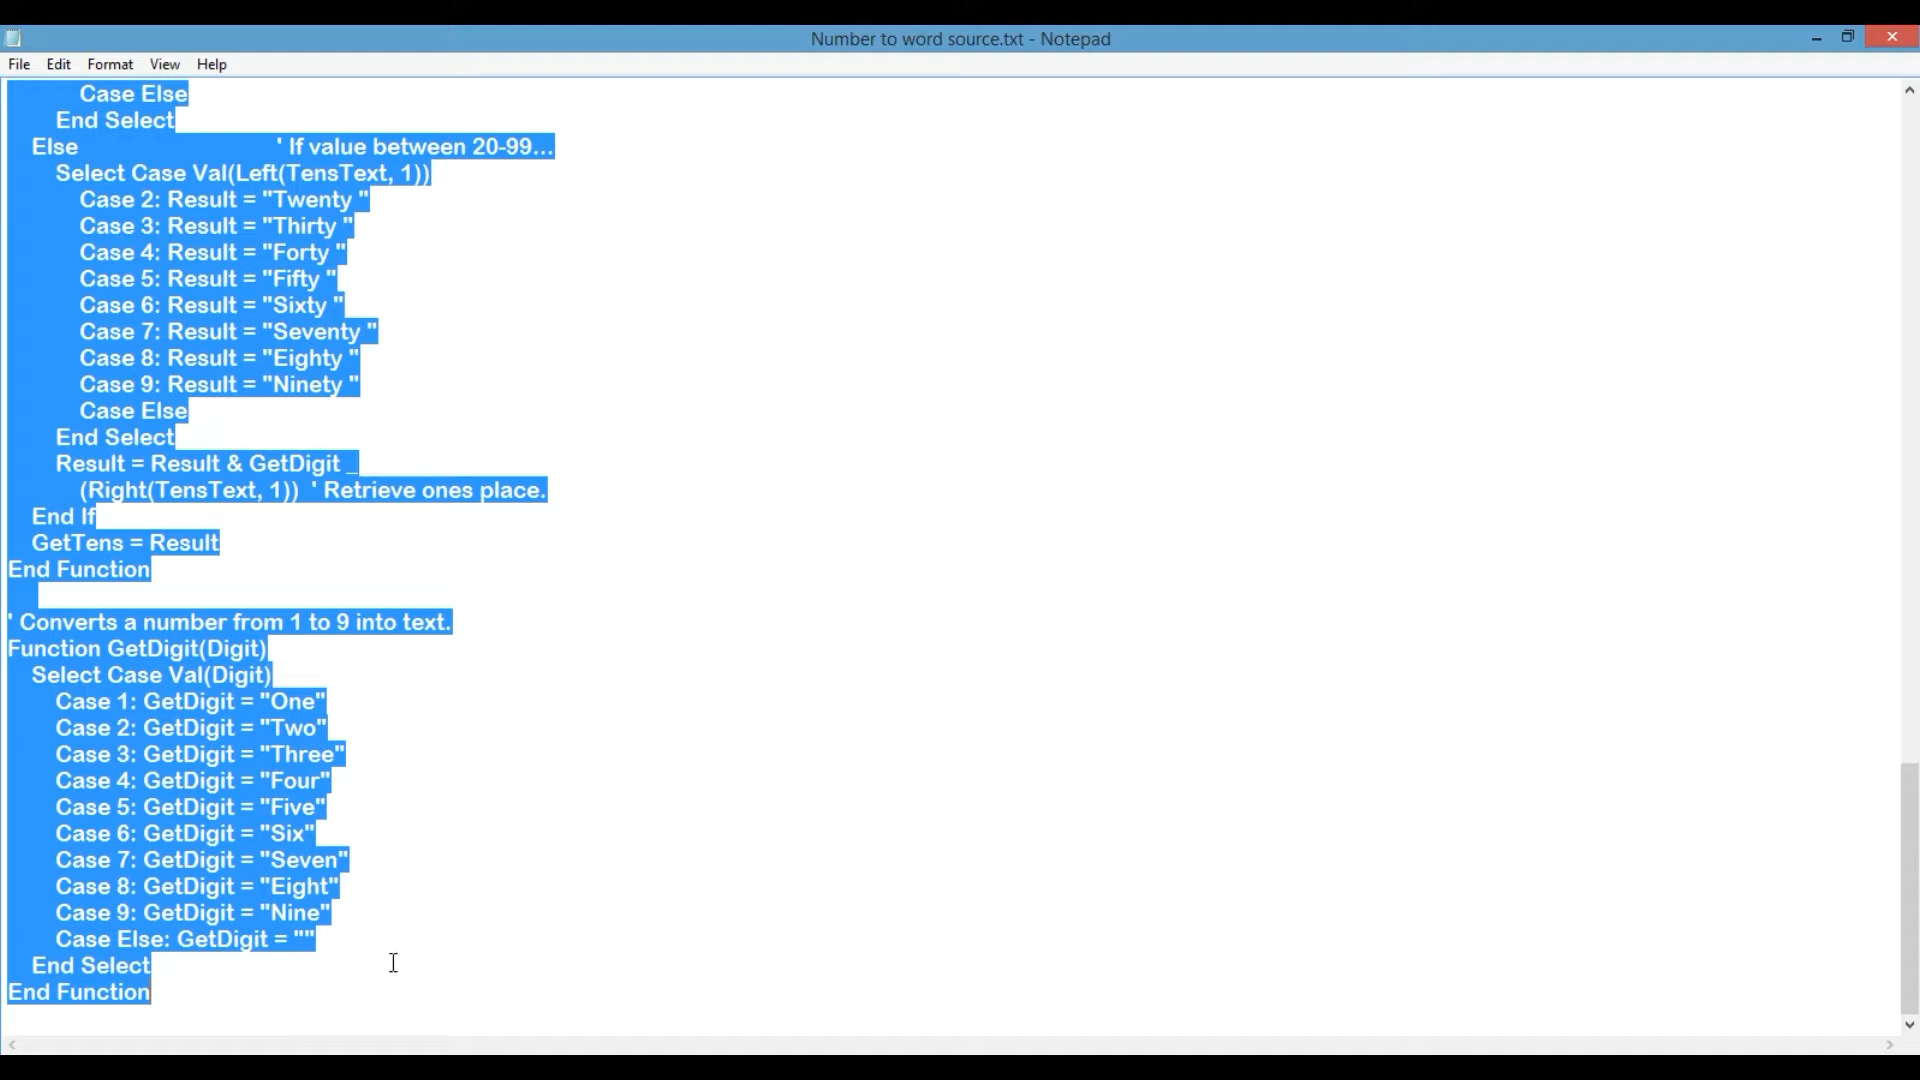 Number to word source.txt - Notepad
File Edit Format View Help
Case Else
End Select
Else ' If value between 20-99...
Select Case Val(Left(TensText, 1))
Case 2: Result = "Twenty "
Case 3: Result = "Thirty "
Case 4: Result = "Forty "
Case 5: Result = "Fifty "
Case 6: Result = "Sixty "
Case 7: Result = "Seventy "
Case 8: Result = "Eighty "
Case 9: Result = "Ninety "
Case Else
End Select
Result = Result & GetDigit _
(Right(TensText, 1))  ' Retrieve ones place.
End If
GetTens = Result
End Function
' Converts a number from 1 to 9 into text.
Function GetDigit(Digit)
Select Case Val(Digit)
Case 1: GetDigit = "One"
Case 2: GetDigit = "Two"
Case 3: GetDigit = "Three"
Case 4: GetDigit = "Four"
Case 5: GetDigit = "Five"
Case 6: GetDigit = "Six"
Case 7: GetDigit = "Seven"
Case 8: GetDigit = "Eight"
Case 9: GetDigit = "Nine"
Case Else: GetDigit = ""
End Select
End Function